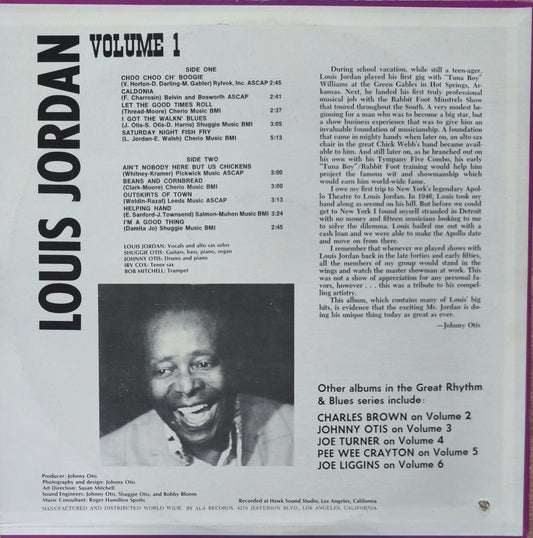 LOUIS JORDAN
VOLUME 1
SIDE ONE
CHOO CHOO CH' BOOGIE
(V. Horton-D. Darling-M. Gabler) Rytvok, Inc. ASCAP 2:45
CALDONIA
(F. Charrosin) Belvin and Bosworth ASCAP 2:41
LET THE GOOD TIMES ROLL
(Thread-Moore) Cherio Music BMI 2:37
I GOT THE WALKN' BLUES
(J. Otis-S. Otis-D. Harris) Shuggie Music BMI 3:05
SATURDAY NIGHT FISH FRY
(L. Jordan-E. Walsh) Cherio Music BMI 5:13
SIDE TWO
AIN'T NOBODY HERE BUT US CHICKENS
(Whitney-Kramer) Pickwick Music ASCAP 3:00
BEANS AND CORNBREAD
(Clark-Moore) Cherio Music BMI 3:00
OUTSKIRTS OF TOWN
(Weldin-Razaf) Leeds Music ASCAP 3:13
HELPING HAND
(E. Sanford-J.Townsend) Salmon-Muhon Music BMI 3:24
I'M A GOOD THING
(Damita Jo) Shuggie Music BMI 2:45
LOUIS JORDAN: Vocals and alto sax solos
SHUGGIE OTIS: Guitars, bass, piano, organ
JOHNNY OTIS: Drums and piano
IRV COX: Tenor sax
BOB MITCHELL: Trumpet
During school vacation, while still a teen-ager,
Louis Jordan played his first gig with "Tuna Boy"
Williams at the Green Gables in Hot Springs, Ar-
kansas. Next, he landed his first truly professional
musical job with the Rabbit Foot Minstrels Show
that toured throughout the South. A very modest be-
ginning for a man who was to become a big star, but
a show business experience that was to give him an
invaluable foundation of musicianship. A foundation
that came in mighty handy when later on, an alto sax
chair in the great Chick Webb's band became avail-
able to him. And still later on, as he branched out on
his own with his Tympany Five Combo, his early
"Tuna Boy"/Rabbit Foot training would help him
project the famous wit and showmanship which
would earn him world-wide fame.
I owe my first trip to New York's legendary Apol-
lo Theatre to Louis Jordan. In 1946, Louis took my
band along as second on his bill. But before we could
get to New York I found myself stranded in Detroit
with no money and fifteen musicians looking to me
to solve the dilemma. Louis bailed me out with a
cash loan and we were able to make the Apollo date
and move on from there.
I remember that whenever we played shows with
Louis Jordan back in the late forties and early fifties,
all the members of my group would stand in the
wings and watch the master showman at work. This
was not a show of appreciation for any personal fa-
vors, however . . . this was a tribute to his compel-
ling artistry.
This album, which contains many of Louis' big
hits, is evidence that the exciting Mr. Jordan is do-
ing his unique thing today as great as ever.
—Johnny Otis
Other albums in the Great Rhythm
& Blues series include:
CHARLES BROWN on Volume 2
JOHNNY OTIS on Volume 3
JOE TURNER on Volume 4
PEE WEE CRAYTON on Volume 5
JOE LIGGINS on Volume 6
Producer: Johnny Otis
Photography and design: Johnny Otis
Art Direction: Susan Mitchell
Sound Engineers: Johnny Otis, Shuggie Otis, and Bobby Bloom
Music Consultant: Roger Hamilton Spotts
Recorded at Hawk Sound Studio, Los Angeles, California
MANUFACTURED AND DISTRIBUTED WORLD WIDE BY ALA RECORDS, 4218 JEFFERSON BLVD., LOS ANGELES, CALIFORNIA